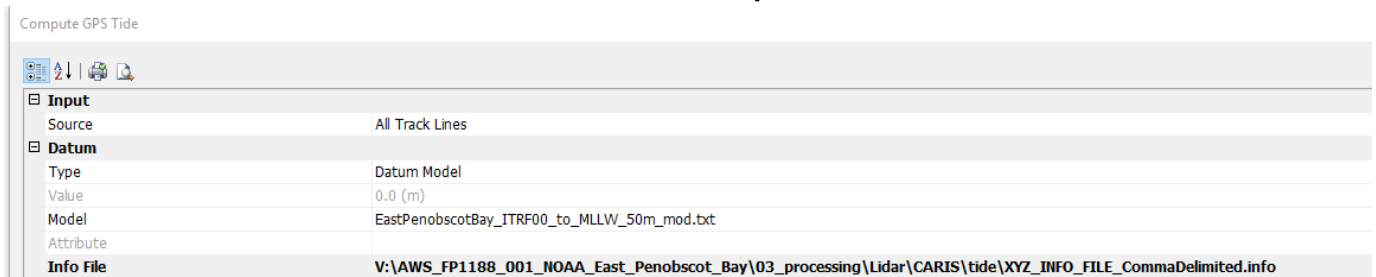 Compute GPS Tide
Input
Source All Track Lines
Datum
Type Datum Model
Value 0.0 (m)
Model EastPenobscotBay_ITRF00_to_MLLW_50m_mod.txt
Attribute
Info File V:\AWS_FP1188_001_NOAA_East_Penobscot_Bay\03_processing\Lidar\CARIS\tide\XYZ_INFO_FILE_CommaDelimited.info